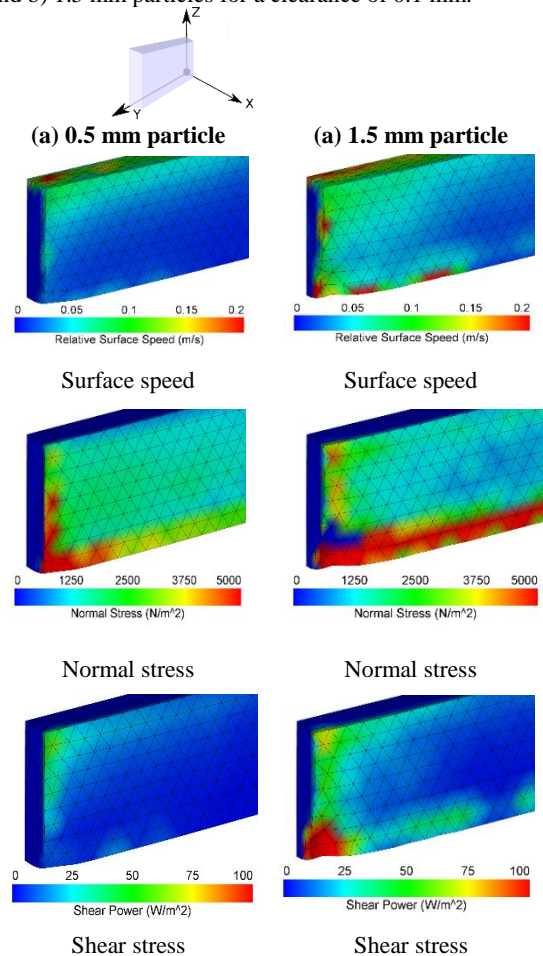 nd b) 1.5 mm particles for a clearance of 0.1 mm.
Z
Y
X
(a) 0.5 mm particle (a) 1.5 mm particle
0 0.05 0.1 0.15 0.2
Relative Surface Speed (m/s)
0 0.05 0.1 0.15 0.2
Relative Surface Speed (m/s)
Surface speed Surface speed
0 1250 2500 3750 5000
Normal Stress (N/m^2)
0 1250 2500 3750 5000
Normal Stress (N/m^2)
Normal stress Normal stress
0 25 50 75 100
Shear Power (W/m^2)
0 25 50 75 100
Shear Power (W/m^2)
Shear stress Shear stress